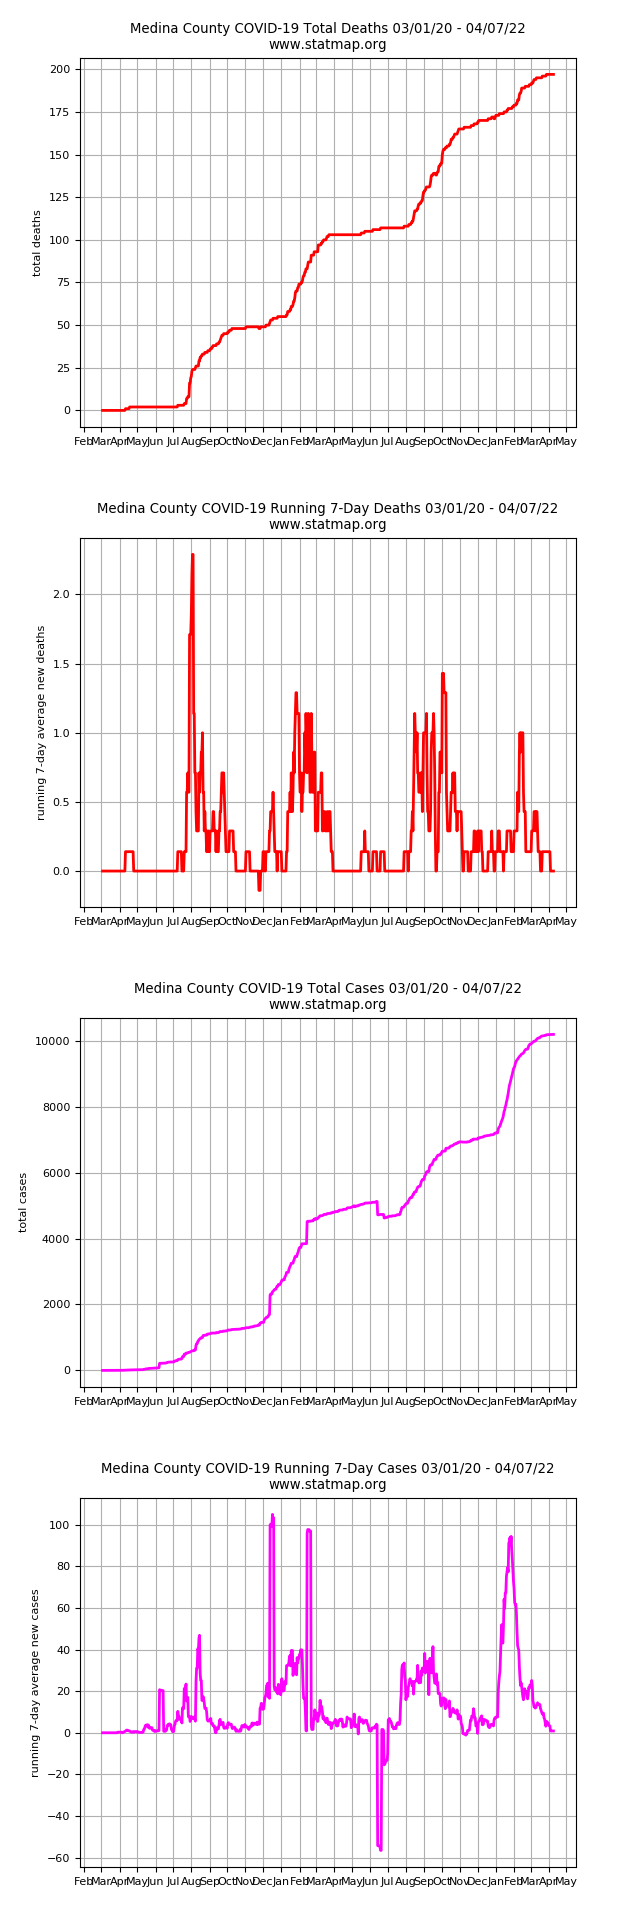 Medina County COVID-19 Total Deaths 03/01/20 - 04/07/22
www.statmap.org
200
175
150
125
100
75
50
25
0
total deaths
Feb Mar Apr May Jun Jul Aug Sep Oct Nov Dec Jan Feb Mar Apr May Jun Jul Aug Sep Oct Nov Dec Jan Feb Mar Apr May
Medina County COVID-19 Running 7-Day Deaths 03/01/20 - 04/07/22
www.statmap.org
2.0
1.5
1.0
0.5
0.0
running 7-day average new deaths
Feb Mar Apr May Jun Jul Aug Sep Oct Nov Dec Jan Feb Mar Apr May Jun Jul Aug Sep Oct Nov Dec Jan Feb Mar Apr May
Medina County COVID-19 Total Cases 03/01/20 - 04/07/22
www.statmap.org
10000
8000
6000
4000
2000
0
total cases
Feb Mar Apr May Jun Jul Aug Sep Oct Nov Dec Jan Feb Mar Apr May Jun Jul Aug Sep Oct Nov Dec Jan Feb Mar Apr May
Medina County COVID-19 Running 7-Day Cases 03/01/20 - 04/07/22
www.statmap.org
100
80
60
40
20
0
−20
−40
−60
running 7-day average new cases
Feb Mar Apr May Jun Jul Aug Sep Oct Nov Dec Jan Feb Mar Apr May Jun Jul Aug Sep Oct Nov Dec Jan Feb Mar Apr May